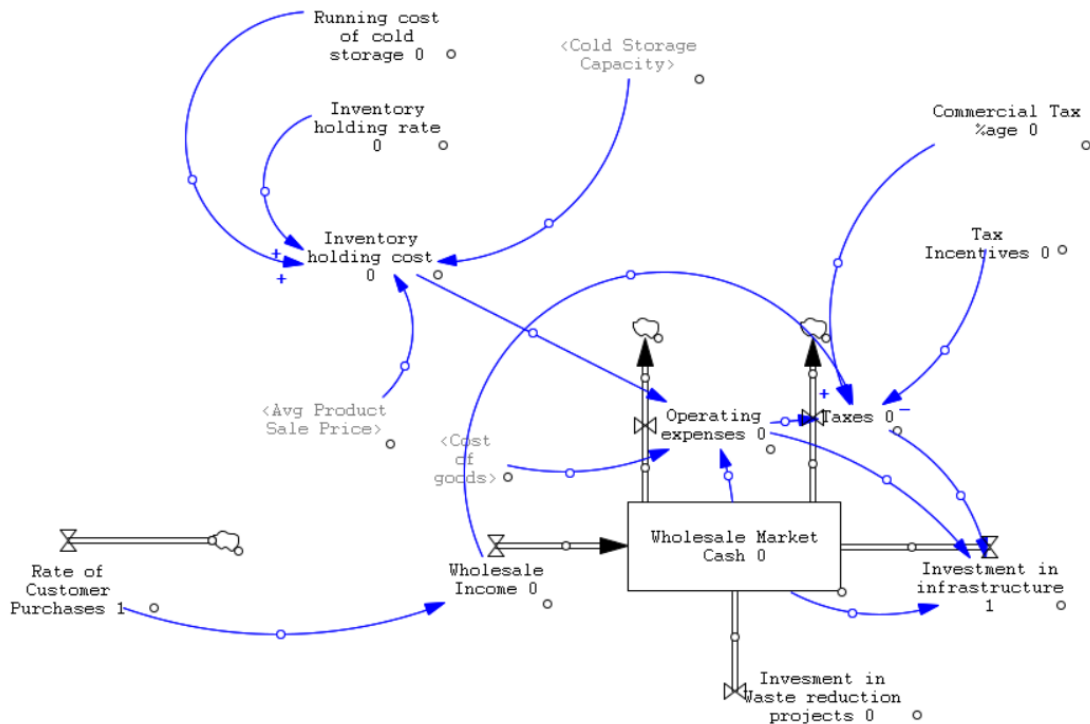 Running cost
of cold
storage 0
<Cold Storage
Capacity>
Inventory
holding rate
0
Commercial Tax
%age 0
Inventory
holding cost
0
+
+
Tax
Incentives 0
<Avg Product
Sale Price>
<Cost
of
goods>
Operating
expenses 0
+
Taxes 0
–
Wholesale Market
Cash 0
Rate of
Customer
Purchases 1
Wholesale
Income 0
Investment in
infrastructure
1
Invesment in
Waste reduction
projects 0